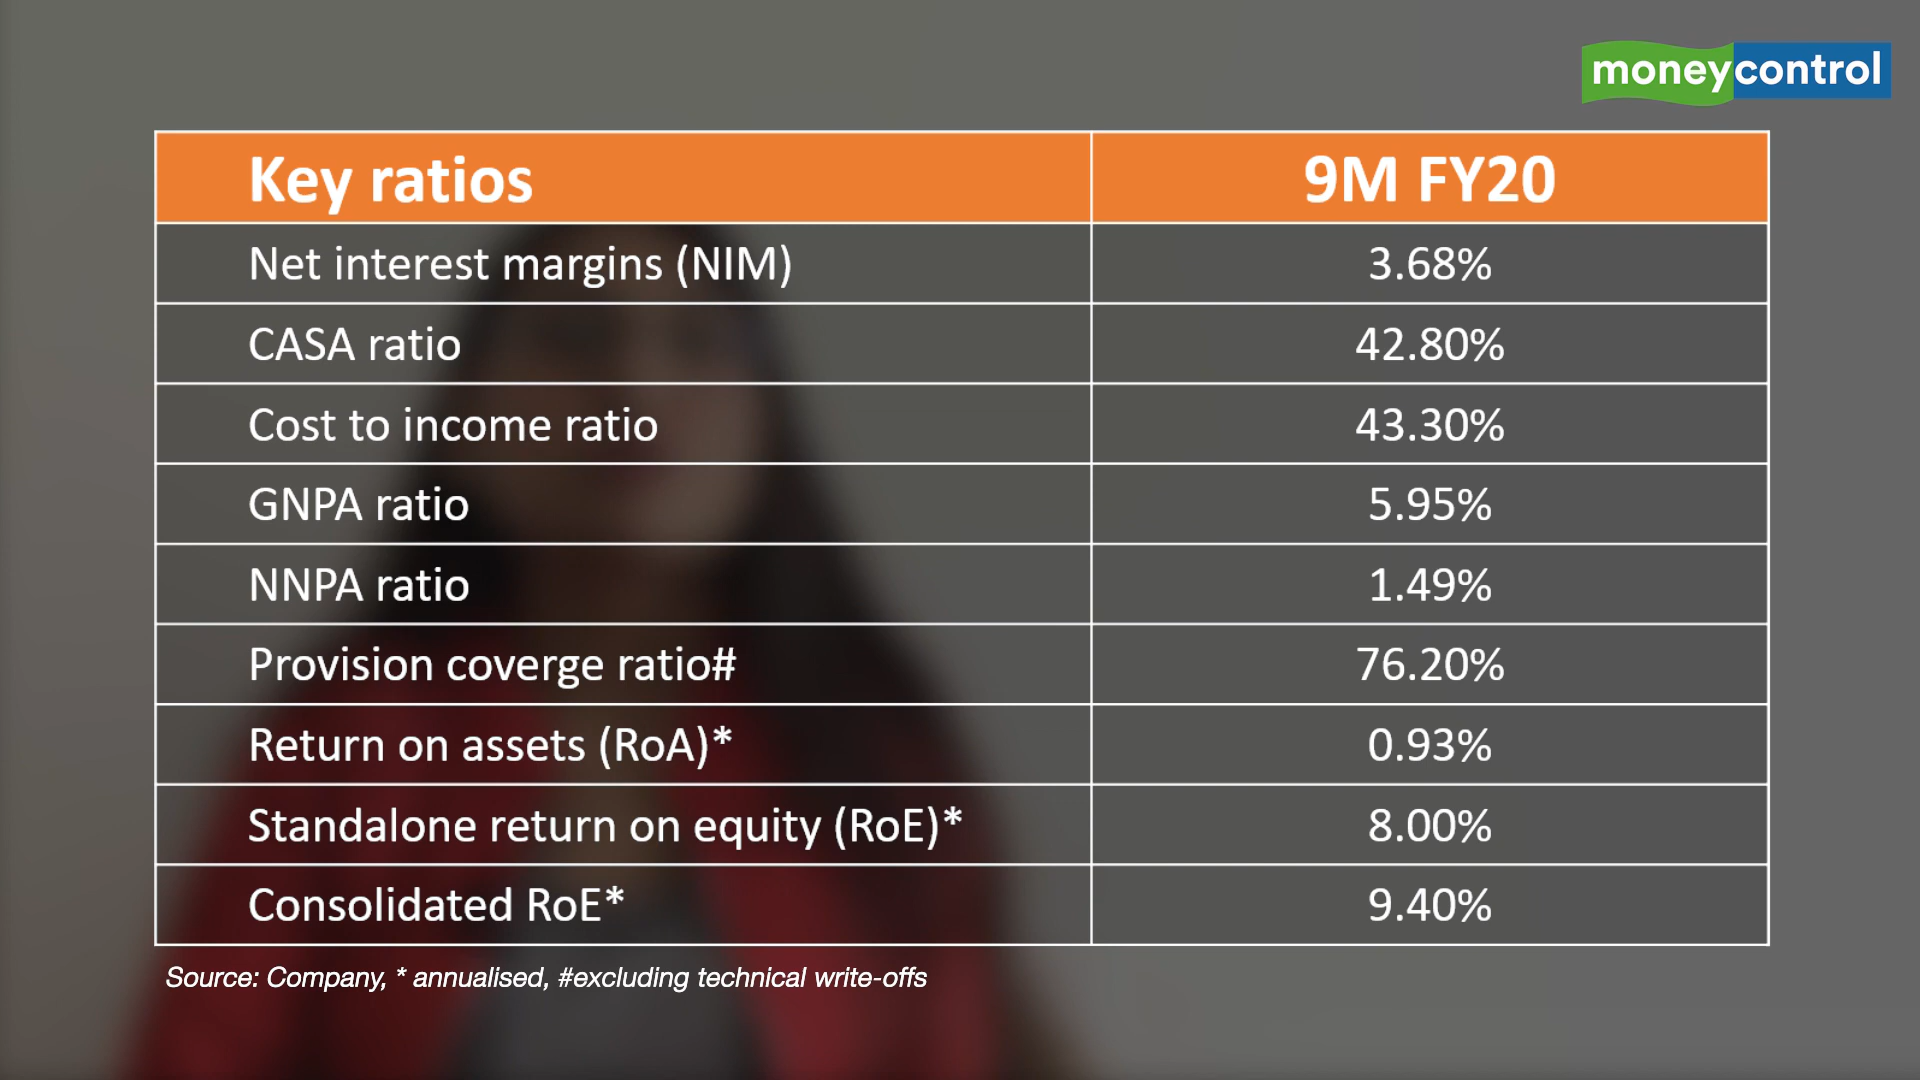 moneycontrol
Key ratios 9M FY20
Net interest margins (NIM) 3.68%
CASA ratio 42.80%
Cost to income ratio 43.30%
GNPA ratio 5.95%
NNPA ratio 1.49%
Provision coverge ratio# 76.20%
Return on assets (RoA)* 0.93%
Standalone return on equity (RoE)* 8.00%
Consolidated RoE* 9.40%
Source: Company, * annualised, #excluding technical write-offs